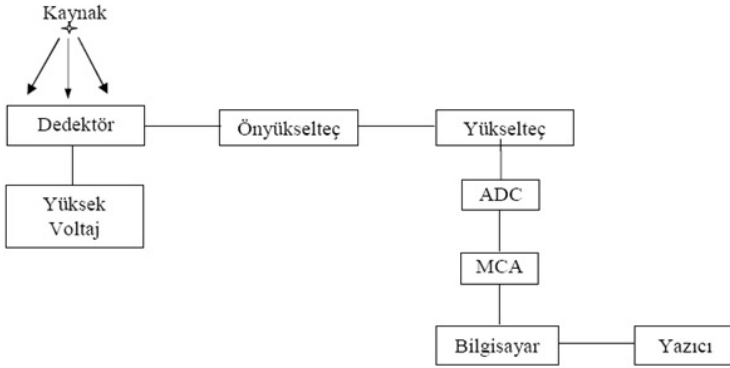 Kaynak
Dedektör
Önyükselteç
Yükselteç
Yüksek
Voltaj
ADC
MCA
Bilgisayar
Yazıcı